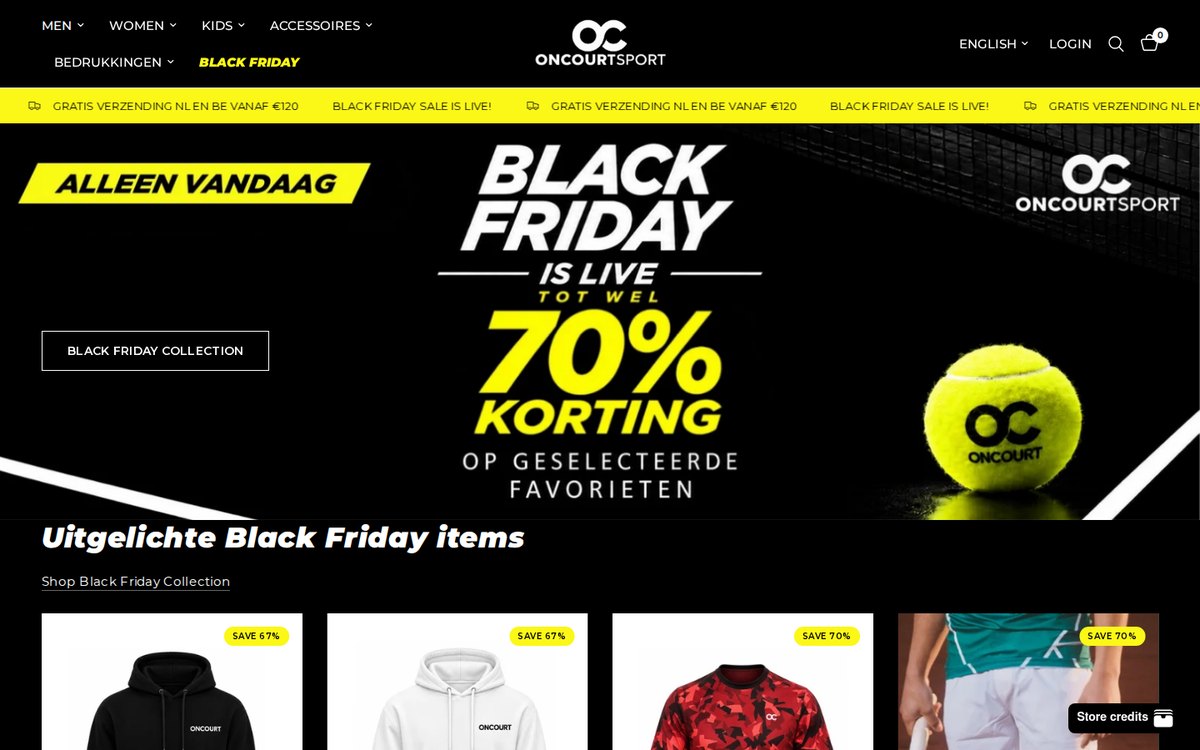 MEN
WOMEN
KIDS
ACCESSOIRES
BEDRUKKINGEN
BLACK FRIDAY
OC
ONCOURTSPORT
ENGLISH
LOGIN
0
GRATIS VERZENDING NL EN BE VANAF €120
BLACK FRIDAY SALE IS LIVE!
GRATIS VERZENDING NL EN BE VANAF €120
BLACK FRIDAY SALE IS LIVE!
GRATIS VERZENDING NL EN
ALLEEN VANDAAG
BLACK
FRIDAY
IS LIVE
TOT WEL
70%
KORTING
OP GESELECTEERDE
FAVORIETEN
OC
ONCOURTSPORT
BLACK FRIDAY COLLECTION
OC
ONCOURT
Uitgelichte Black Friday items
Shop Black Friday Collection
SAVE 67%
ONCOURT
SAVE 67%
ONCOURT
SAVE 70%
OC
SAVE 70%
Store credits